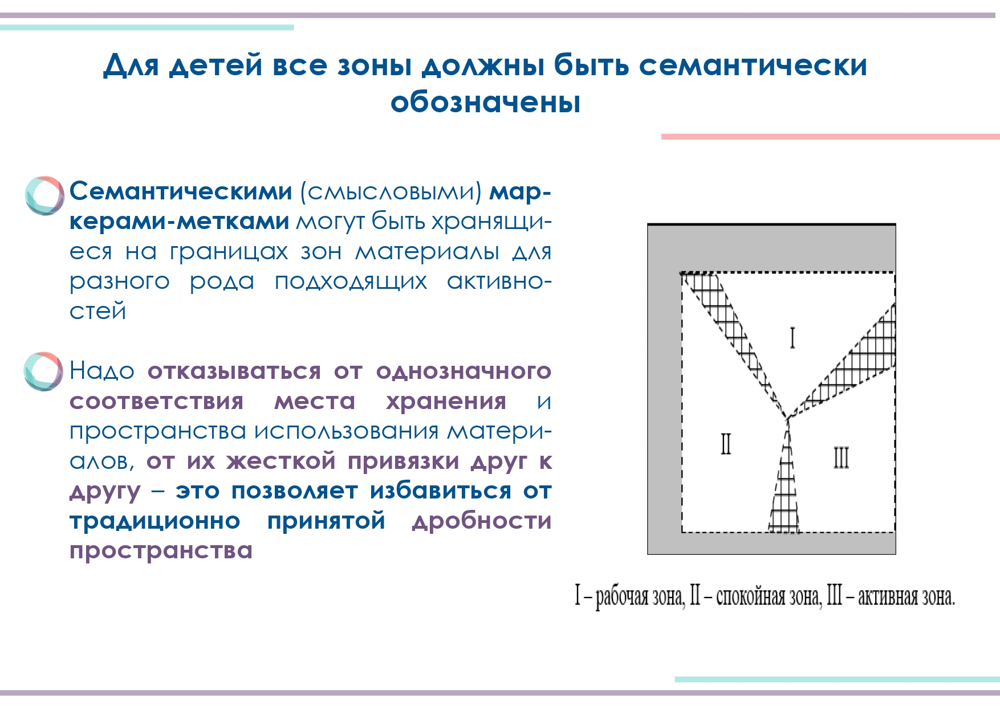 Для детей все зоны должны быть семантически
обозначены
Семантическими (смысловыми) мар-
керами-метками могут быть хранящи-
еся на границах зон материалы для
разного рода подходящих активно-
стей
Надо отказываться от однозначного
соответствия места хранения и
пространства использования матери-
алов, от их жесткой привязки друг к
другу – это позволяет избавиться от
традиционно принятой дробности
пространства
I
II
III
I – рабочая зона, II – спокойная зона, III – активная зона.